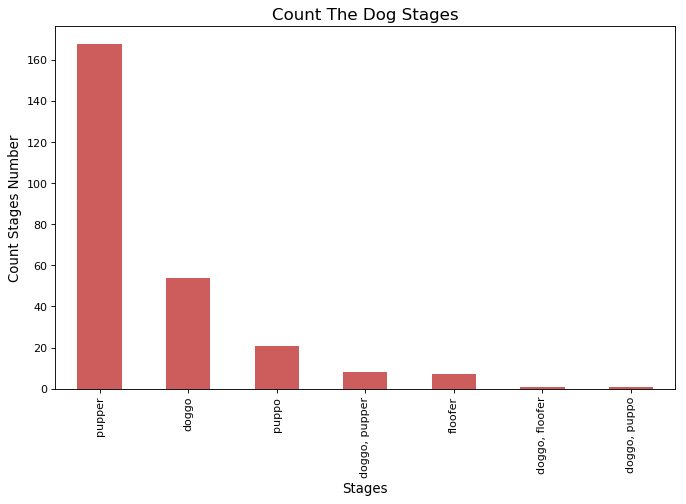 Count The Dog Stages
Count Stages Number
160
140
120
100
80
60
40
20
0
pupper
doggo
puppo
doggo, pupper
floofer
doggo, floofer
doggo, puppo
Stages